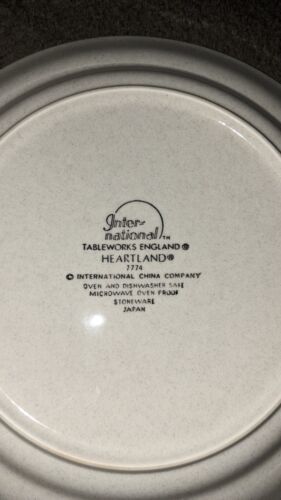 Inter-
national™
TABLEWORKS ENGLAND®
HEARTLAND®
7774
© INTERNATIONAL CHINA COMPANY
OVEN AND DISHWASHER SAFE
MICROWAVE OVEN PROOF
STONEWARE
JAPAN